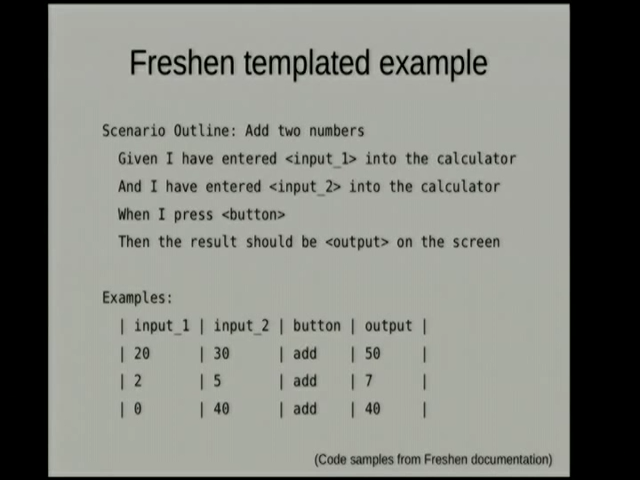 Freshen templated example
Scenario Outline: Add two numbers
Given I have entered <input_1> into the calculator
And I have entered <input_2> into the calculator
When I press <button>
Then the result should be <output> on the screen
Examples:
| input_1 | input_2 | button | output |
| 20 | 30 | add | 50 |
| 2 | 5 | add | 7 |
| 0 | 40 | add | 40 |
(Code samples from Freshen documentation)